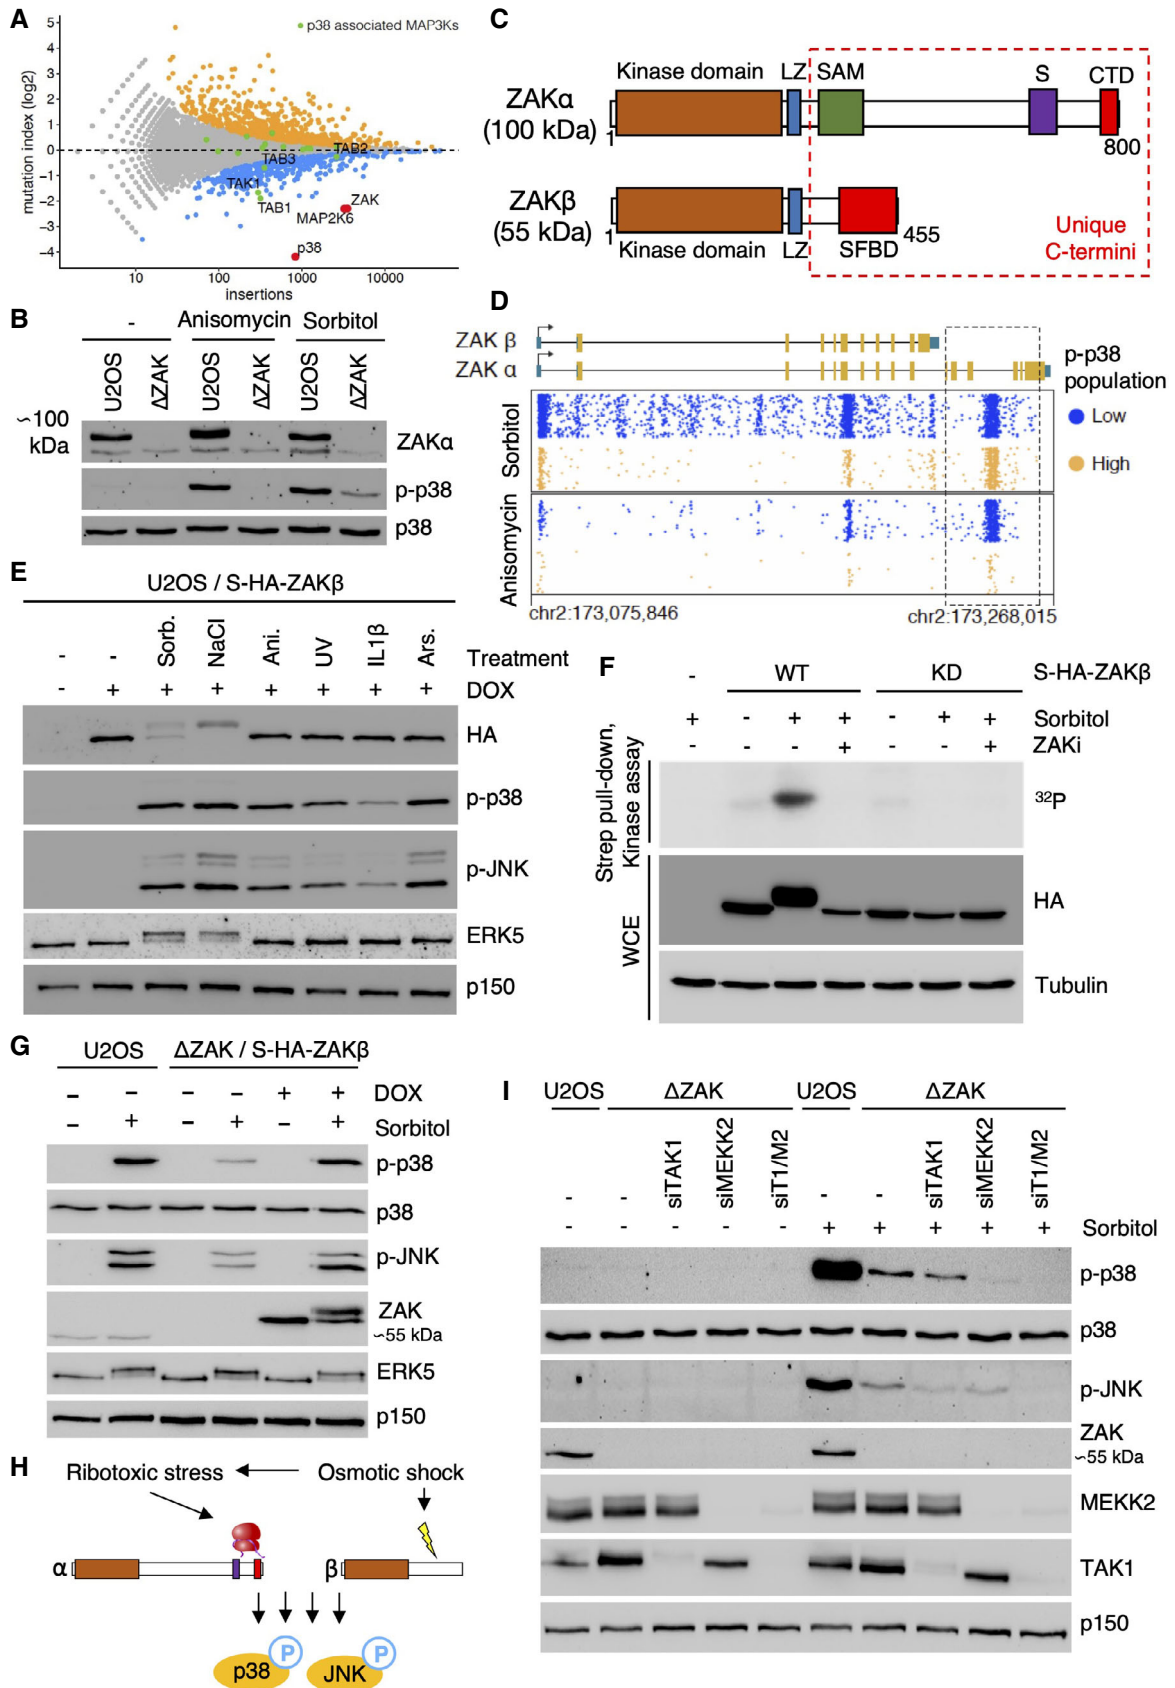 A
p38 associated MAP3Ks
mutation index (log2)
5
4
3
2
1
0
−1
−2
−3
−4
TAB3
TAB2
TAK1
TAB1
MAP2K6
ZAK
p38
10
100
1000
10000
insertions
B
-
Anisomycin
Sorbitol
U2OS
ΔZAK
U2OS
ΔZAK
U2OS
ΔZAK
~100
kDa
ZAKα
p-p38
p38
C
Kinase domain
LZ
SAM
S
CTD
ZAKα
(100 kDa)
1
800
ZAKβ
(55 kDa)
1
455
Kinase domain
LZ
SFBD
Unique
C-termini
D
ZAK β
ZAK α
p-p38
population
Low
High
Sorbitol
Anisomycin
chr2:173,075,846
chr2:173,268,015
E
U2OS / S-HA-ZAKβ
- - Sorb. NaCl Ani. UV IL1β Ars. Treatment
- + + + + + + + DOX
HA
p-p38
p-JNK
ERK5
p150
F
- WT KD S-HA-ZAKβ
+ - + + - + + Sorbitol
- - - + - - + ZAKi
Strep pull-down,
Kinase assay
32P
WCE
HA
Tubulin
G
U2OS ΔZAK / S-HA-ZAKβ
– – – – + + DOX
– + – + – + Sorbitol
p-p38
p38
p-JNK
ZAK
~55 kDa
ERK5
p150
H
Ribotoxic stress
Osmotic shock
α
β
P
P
p38
JNK
I
U2OS ΔZAK U2OS ΔZAK
- - siTAK1 siMEKK2 siT1/M2 - - siTAK1 siMEKK2 siT1/M2
- - - - - + + + + + Sorbitol
p-p38
p38
p-JNK
ZAK
~55 kDa
MEKK2
TAK1
p150